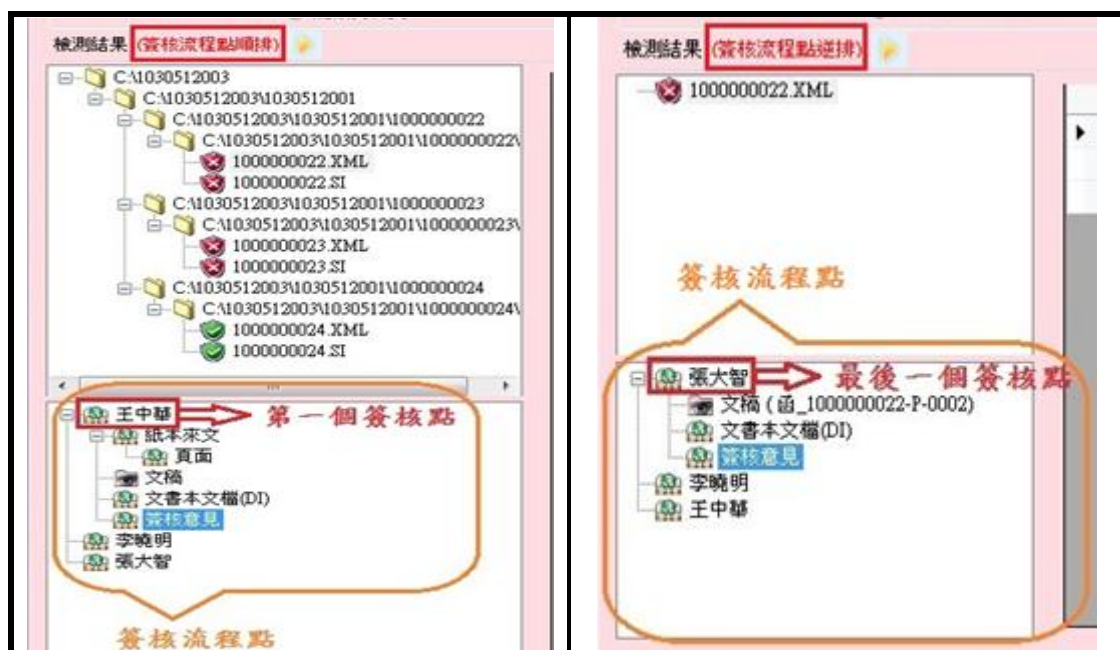 檢測結果 (簽核流程點順排)
C:\1030512003
C:\1030512003\1030512001
C:\1030512003\1030512001\1000000022
C:\1030512003\1030512001\1000000022\
1000000022.XML
1000000022.SI
C:\1030512003\1030512001\1000000023
C:\1030512003\1030512001\1000000023\
1000000023.XML
1000000023.SI
C:\1030512003\1030512001\1000000024
C:\1030512003\1030512001\1000000024\
1000000024.XML
1000000024.SI
王中華 第一個簽核點
紙本來文
頁面
文稿
文書本文檔(DI)
簽核意見
李曉明
張大智
簽核流程點
檢測結果 (簽核流程點逆排)
1000000022.XML
簽核流程點
張大智 最後一個簽核點
文稿 ( 函_1000000022-P-0002)
文書本文檔(DI)
簽核意見
李曉明
王中華